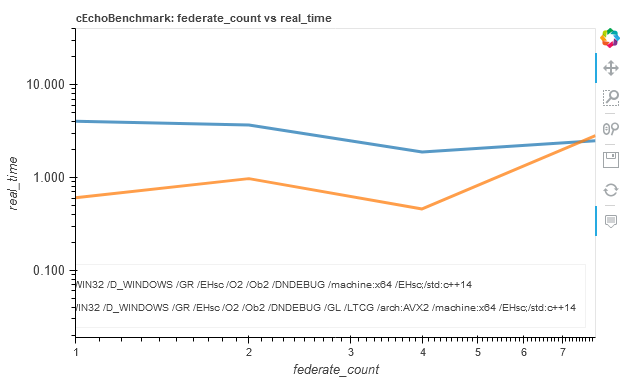 cEchoBenchmark: federate_count vs real_time
10.000
1.000
0.100
real_time
WIN32 /D_WINDOWS /GR /EHsc /O2 /Ob2 /DNDEBUG /machine:x64 /EHsc;/std:c++14
/IN32 /D_WINDOWS /GR /EHsc /O2 /Ob2 /DNDEBUG /GL /LTCG /arch:AVX2 /machine:x64 /EHsc;/std:c++14
1 2 3 4 5 6 7
federate_count